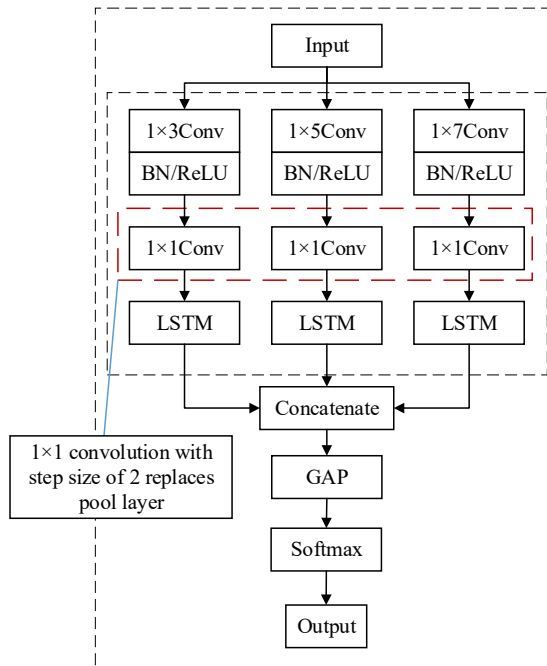 Input
1×3Conv
1×5Conv
1×7Conv
BN/ReLU
BN/ReLU
BN/ReLU
1×1Conv
1×1Conv
1×1Conv
LSTM
LSTM
LSTM
Concatenate
1×1 convolution with
step size of 2 replaces
pool layer
GAP
Softmax
Output